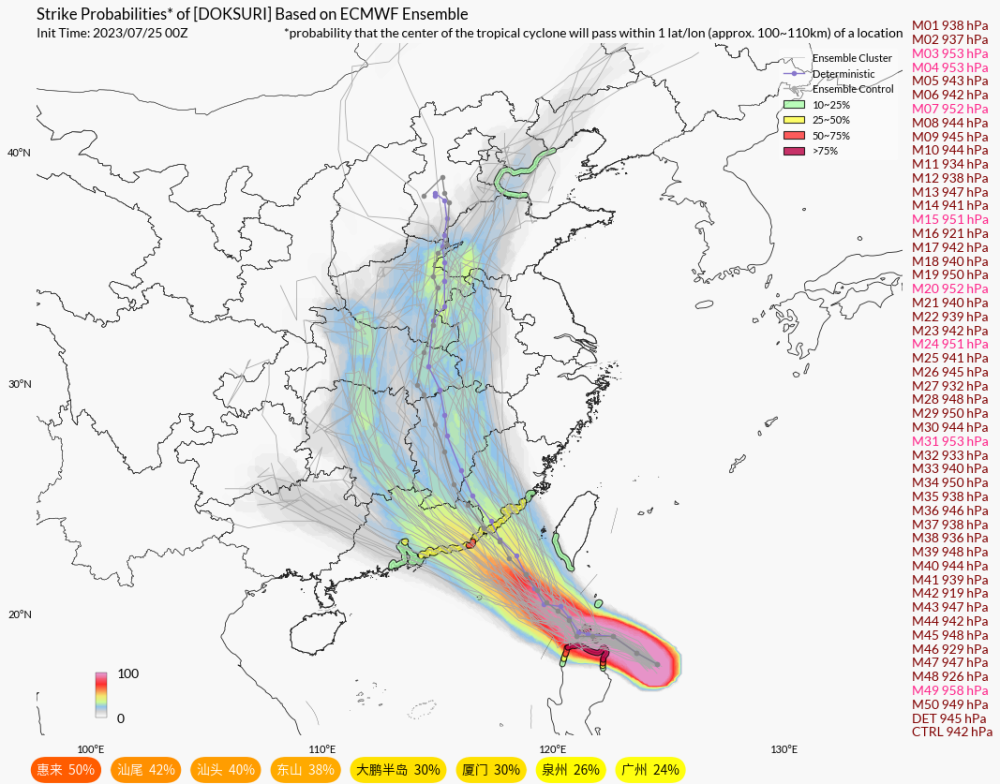 Strike Probabilities* of [DOKSURI] Based on ECMWF Ensemble
Init Time: 2023/07/25 00Z
*probability that the center of the tropical cyclone will pass within 1 lat/lon (approx. 100~110km) of a location
Ensemble Cluster
Deterministic
Ensemble Control
10~25%
25~50%
50~75%
>75%
M01 938 hPa
M02 937 hPa
M03 953 hPa
M04 953 hPa
M05 943 hPa
M06 942 hPa
M07 952 hPa
M08 944 hPa
M09 945 hPa
M10 944 hPa
M11 934 hPa
M12 938 hPa
M13 947 hPa
M14 941 hPa
M15 951 hPa
M16 921 hPa
M17 942 hPa
M18 940 hPa
M19 950 hPa
M20 952 hPa
M21 940 hPa
M22 939 hPa
M23 942 hPa
M24 951 hPa
M25 941 hPa
M26 945 hPa
M27 932 hPa
M28 948 hPa
M29 950 hPa
M30 944 hPa
M31 953 hPa
M32 933 hPa
M33 940 hPa
M34 950 hPa
M35 938 hPa
M36 946 hPa
M37 938 hPa
M38 936 hPa
M39 948 hPa
M40 944 hPa
M41 939 hPa
M42 919 hPa
M43 947 hPa
M44 942 hPa
M45 948 hPa
M46 929 hPa
M47 947 hPa
M48 926 hPa
M49 958 hPa
M50 949 hPa
DET 945 hPa
CTRL 942 hPa
40°N
30°N
20°N
100
0
100°E
110°E
120°E
130°E
惠来 50%
汕尾 42%
汕头 40%
东山 38%
大鹏半岛 30%
厦门 30%
泉州 26%
广州 24%